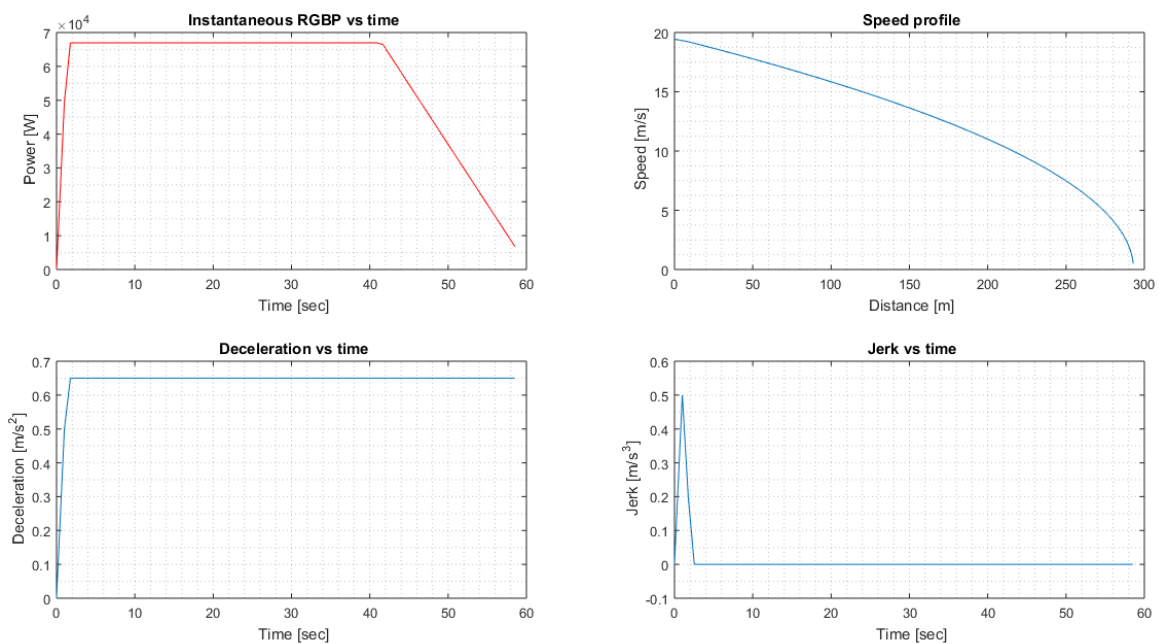 Instantaneous RGBP vs time
×10⁴
7
6
5
4
3
2
1
0
Power [W]
0 10 20 30 40 50 60
Time [sec]
Speed profile
20
15
10
5
0
Speed [m/s]
0 50 100 150 200 250 300
Distance [m]
Deceleration vs time
0.7
0.6
0.5
0.4
0.3
0.2
0.1
0
Deceleration [m/s²]
0 10 20 30 40 50 60
Time [sec]
Jerk vs time
0.6
0.5
0.4
0.3
0.2
0.1
0
-0.1
Jerk [m/s³]
0 10 20 30 40 50 60
Time [sec]